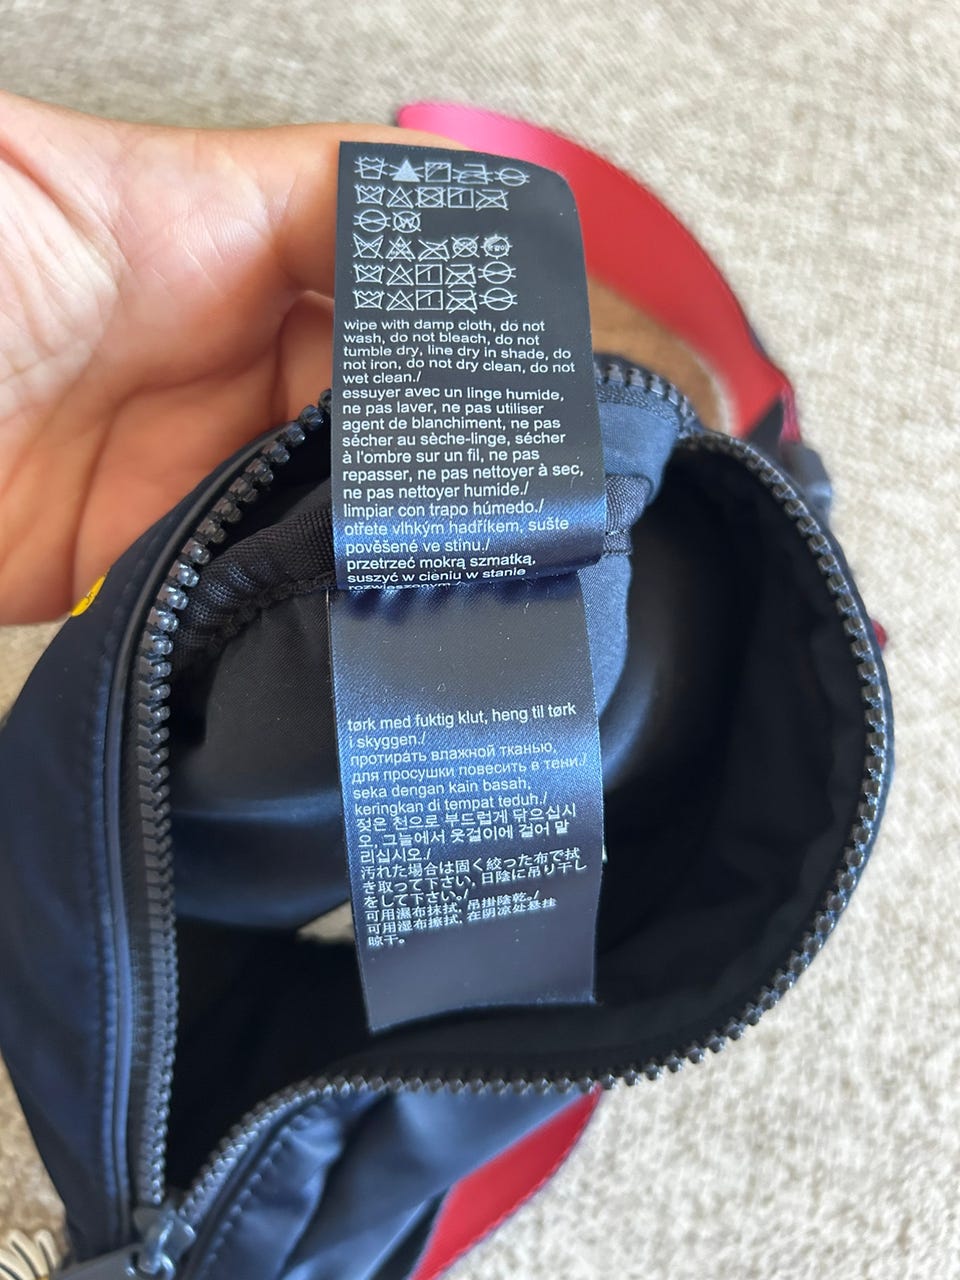 wipe with damp cloth, do not
wash, do not bleach, do not
tumble dry, line dry in shade, do
not iron, do not dry clean, do not
wet clean./
essuyer avec un linge humide,
ne pas laver, ne pas utiliser
agent de blanchiment, ne pas
sécher au sèche-linge, sécher
à l'ombre sur un fil, ne pas
repasser, ne pas nettoyer à sec,
ne pas nettoyer humide./
limpiar con trapo húmedo./
otřete vlhkým hadříkem, sušte
pověšené ve stínu./
przetrzeć mokrą szmatką,
suszyć w cieniu w stanie
rozwieszonym
tørk med fuktig klut, heng til tørk
i skyggen./
протирать влажной тканью,
для просушки повесить в тени./
seka dengan kain basah,
keringkan di tempat teduh./
젖은 천으로 부드럽게 닦으십시
오, 그늘에서 옷걸이에 걸어 말
리십시오./
汚れた場合は固く絞った布で拭
き取って下さい, 日陰に吊り干し
をして下さい。/
可用濕布抹拭, 吊掛陰乾。/
可用湿布擦拭, 在阴凉处悬挂
晾干。